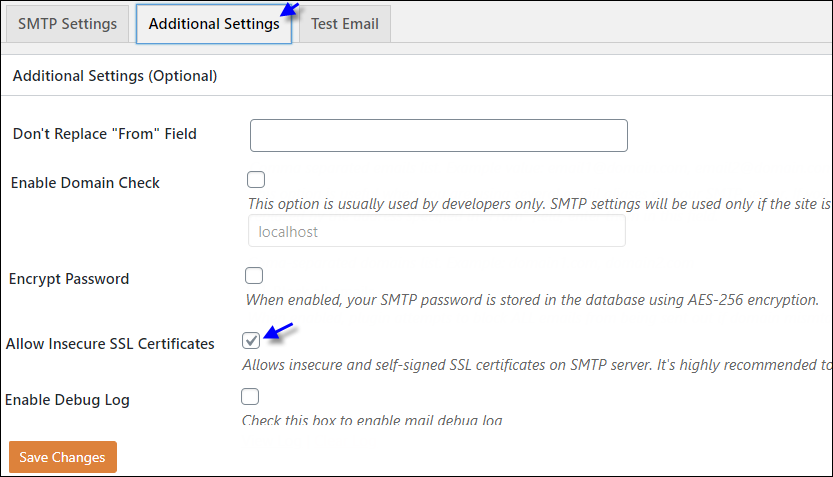 SMTP Settings
Additional Settings
Test Email
Additional Settings (Optional)
Don't Replace "From" Field
Enable Domain Check
This option is usually used by developers only. SMTP settings will be used only if the site is
localhost
Encrypt Password
When enabled, your SMTP password is stored in the database using AES-256 encryption.
Allow Insecure SSL Certificates
Allows insecure and self-signed SSL certificates on SMTP server. It's highly recommended to
Enable Debug Log
Check this box to enable mail debug log
Save Changes